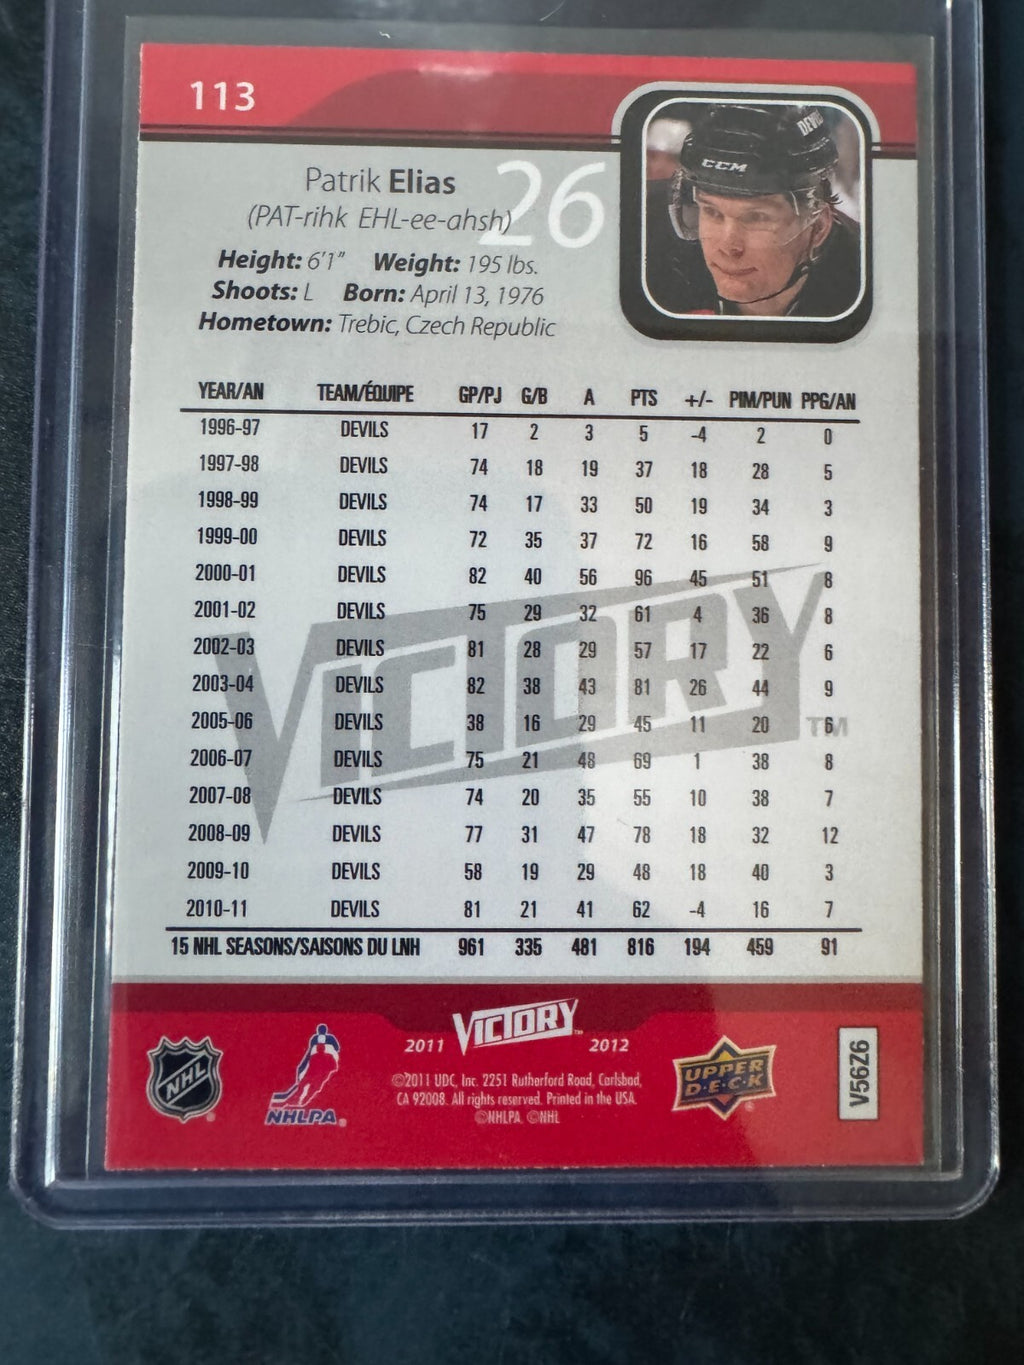 113
DEVILS
CCM
26
Patrik Elias
(PAT-rihk EHL-ee-ahsh)
Height: 6'1" Weight: 195 lbs.
Shoots: L Born: April 13, 1976
Hometown: Trebic, Czech Republic
YEAR/AN TEAM/ÉQUIPE GP/PJ G/B A PTS +/- PIM/PUN PPG/AN
1996-97 DEVILS 17 2 3 5 -4 2 0
1997-98 DEVILS 74 18 19 37 18 28 5
1998-99 DEVILS 74 17 33 50 19 34 3
1999-00 DEVILS 72 35 37 72 16 58 9
2000-01 DEVILS 82 40 56 96 45 51 8
2001-02 DEVILS 75 29 32 61 4 36 8
2002-03 DEVILS 81 28 29 57 17 22 6
2003-04 DEVILS 82 38 43 81 26 44 9
2005-06 DEVILS 38 16 29 45 11 20 6
2006-07 DEVILS 75 21 48 69 1 38 8
2007-08 DEVILS 74 20 35 55 10 38 7
2008-09 DEVILS 77 31 47 78 18 32 12
2009-10 DEVILS 58 19 29 48 18 40 3
2010-11 DEVILS 81 21 41 62 -4 16 7
15 NHL SEASONS/SAISONS DU LNH 961 335 481 816 194 459 91
VICTORY TM
2011 VICTORY TM 2012
NHL ®
NHLPA ®
©2011 UDC, Inc. 2251 Rutherford Road, Carlsbad,
CA 92008. All rights reserved. Printed in the USA.
©NHLPA ©NHL
UPPER
D·E·C·K ®
V56Z6